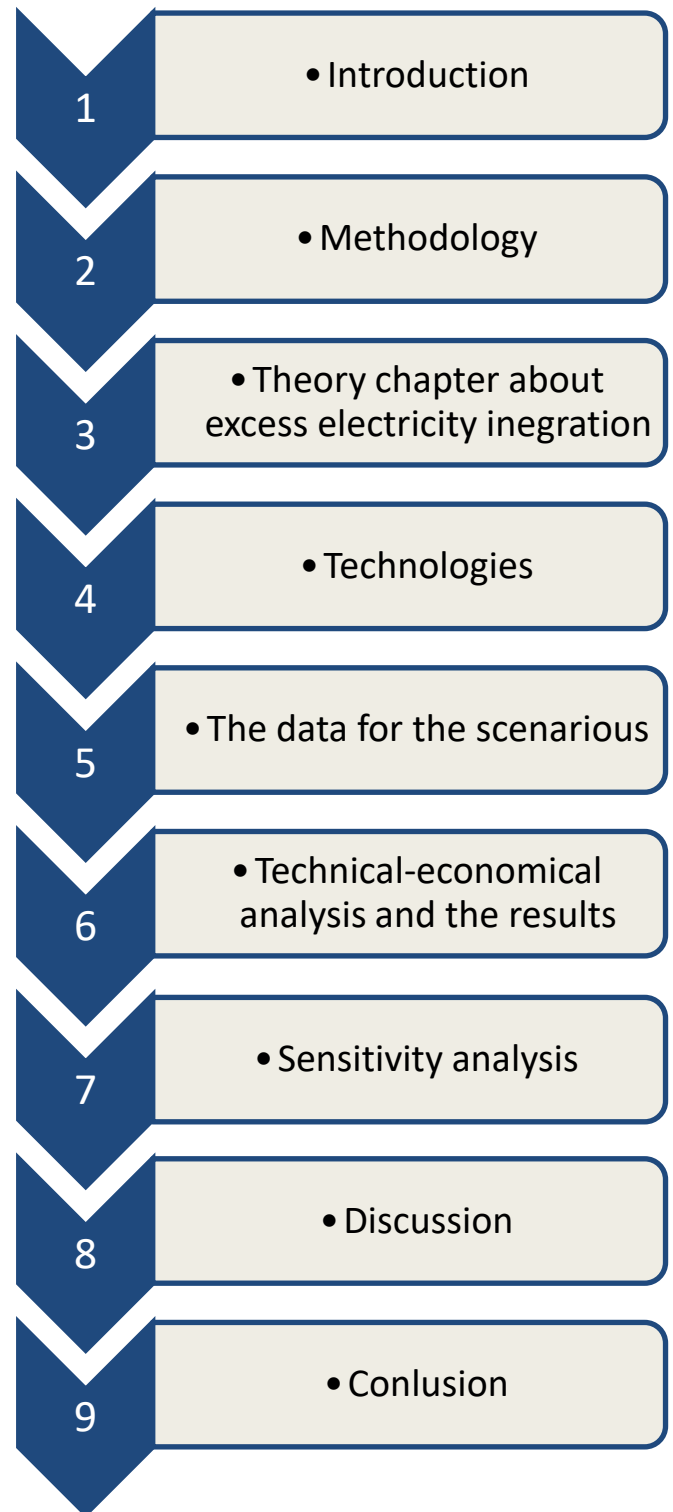 1
• Introduction
2
• Methodology
3
• Theory chapter about
excess electricity inegration
4
• Technologies
5
• The data for the scenarious
6
• Technical-economical
analysis and the results
7
• Sensitivity analysis
8
• Discussion
9
• Conlusion